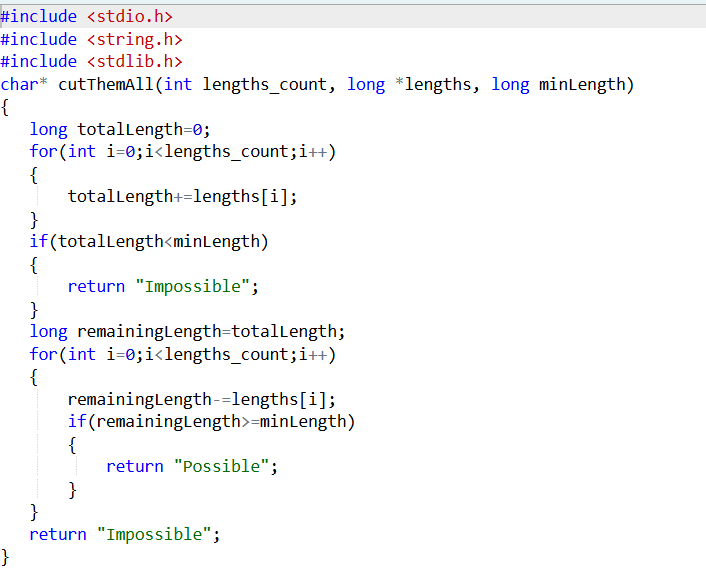 #include <stdio.h>
#include <string.h>
#include <stdlib.h>
char* cutThemAll(int lengths_count, long *lengths, long minLength)
{
   long totalLength=0;
   for(int i=0;i<lengths_count;i++)
   {
       totalLength+=lengths[i];
   }
   if(totalLength<minLength)
   {
       return "Impossible";
   }
   long remainingLength=totalLength;
   for(int i=0;i<lengths_count;i++)
   {
       remainingLength-=lengths[i];
       if(remainingLength>=minLength)
       {
           return "Possible";
       }
   }
   return "Impossible";
}